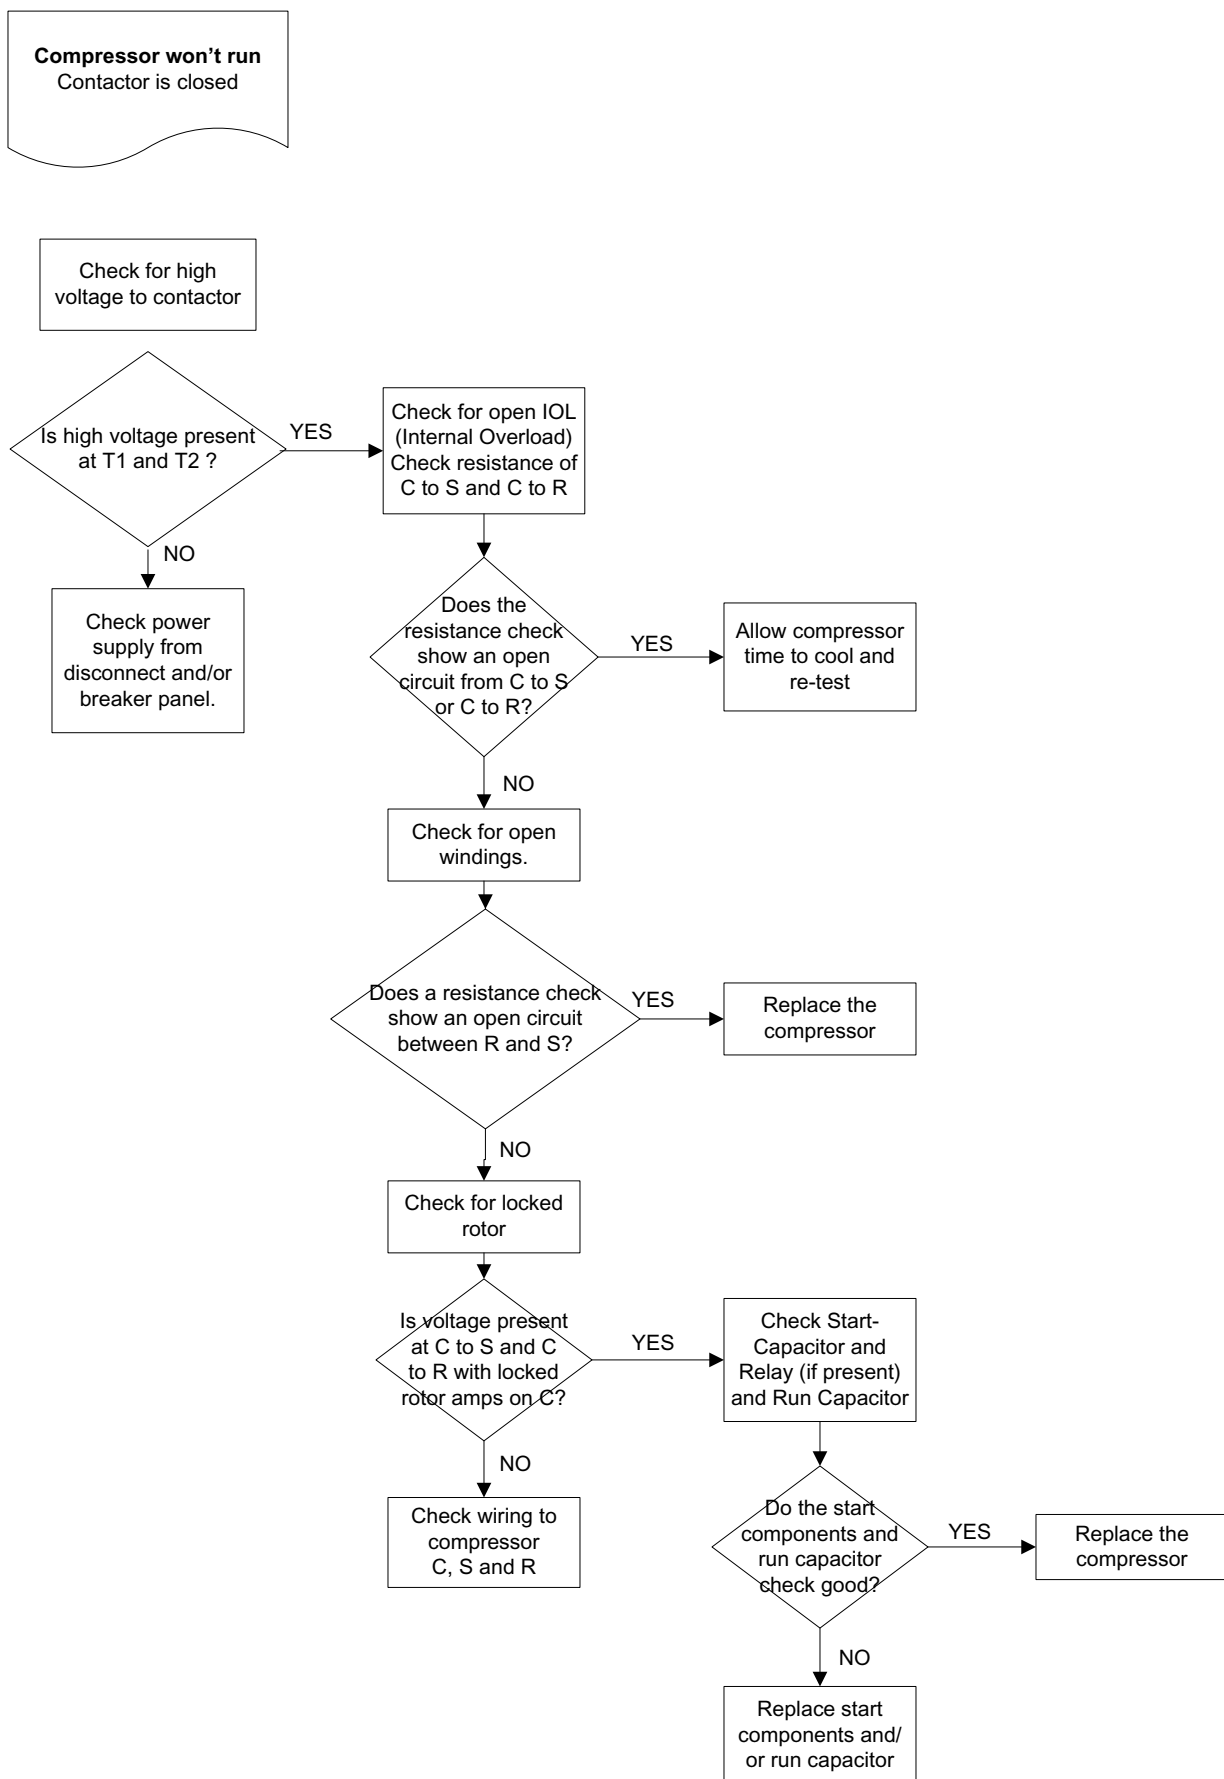 Compressor won't run
Contactor is closed
Check for high
voltage to contactor
Is high voltage present
at T1 and T2 ?
YES
Check for open IOL
(Internal Overload)
Check resistance of
C to S and C to R
NO
Check power
supply from
disconnect and/or
breaker panel.
Does the
resistance check
show an open
circuit from C to S
or C to R?
YES
Allow compressor
time to cool and
re-test
NO
Check for open
windings.
Does a resistance check
show an open circuit
between R and S?
YES
Replace the
compressor
NO
Check for locked
rotor
Is voltage present
at C to S and C
to R with locked
rotor amps on C?
YES
Check Start-
Capacitor and
Relay (if present)
and Run Capacitor
NO
Check wiring to
compressor
C, S and R
Do the start
components and
run capacitor
check good?
YES
Replace the
compressor
NO
Replace start
components and/
or run capacitor